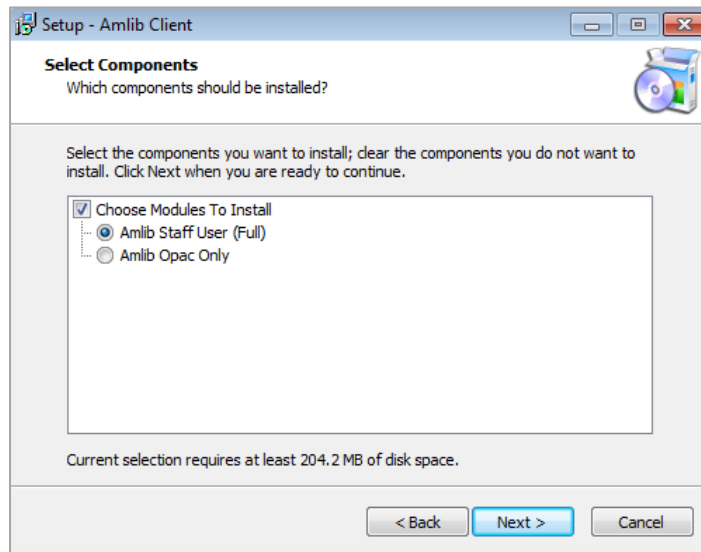 Setup - Amlib Client
Select Components
Which components should be installed?
Select the components you want to install; clear the components you do not want to
install. Click Next when you are ready to continue.
Choose Modules To Install
Amlib Staff User (Full)
Amlib Opac Only
Current selection requires at least 204.2 MB of disk space.
< Back Next > Cancel